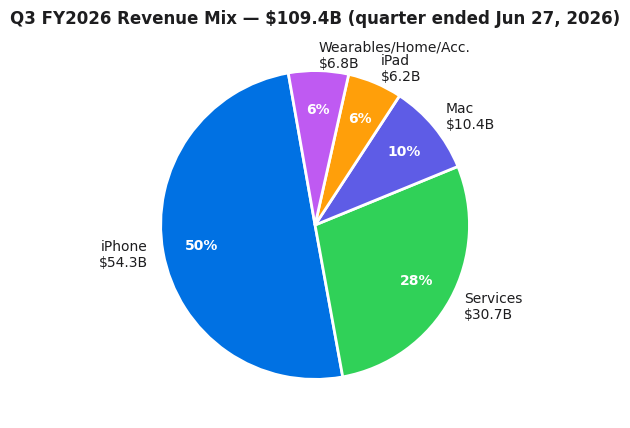 Q3 FY2026 Revenue Mix — $109.4B (quarter ended Jun 27, 2026)
Wearables/Home/Acc.
$6.8B
iPad
$6.2B
Mac
$10.4B
6%
6%
10%
50%
iPhone
$54.3B
28%
Services
$30.7B